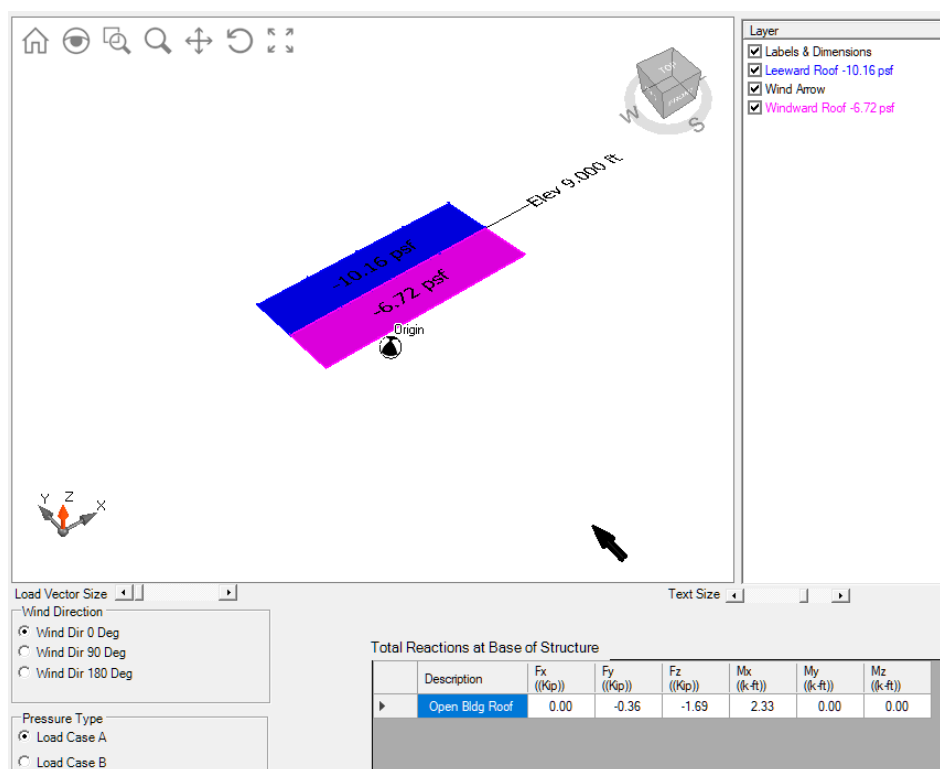 Layer
Labels & Dimensions
Leeward Roof -10.16 psf
Wind Arrow
Windward Roof -6.72 psf
TOP
W
S
Elev 9.000 ft
-10.16 psf
-6.72 psf
Origin
Y Z X
Load Vector Size
Text Size
Wind Direction
Wind Dir 0 Deg
Wind Dir 90 Deg
Wind Dir 180 Deg
Pressure Type
Load Case A
Load Case B
Total Reactions at Base of Structure
Description Fx ((Kip)) Fy ((Kip)) Fz ((Kip)) Mx ((k-ft)) My ((k-ft)) Mz ((k-ft))
Open Bldg Roof 0.00 -0.36 -1.69 2.33 0.00 0.00